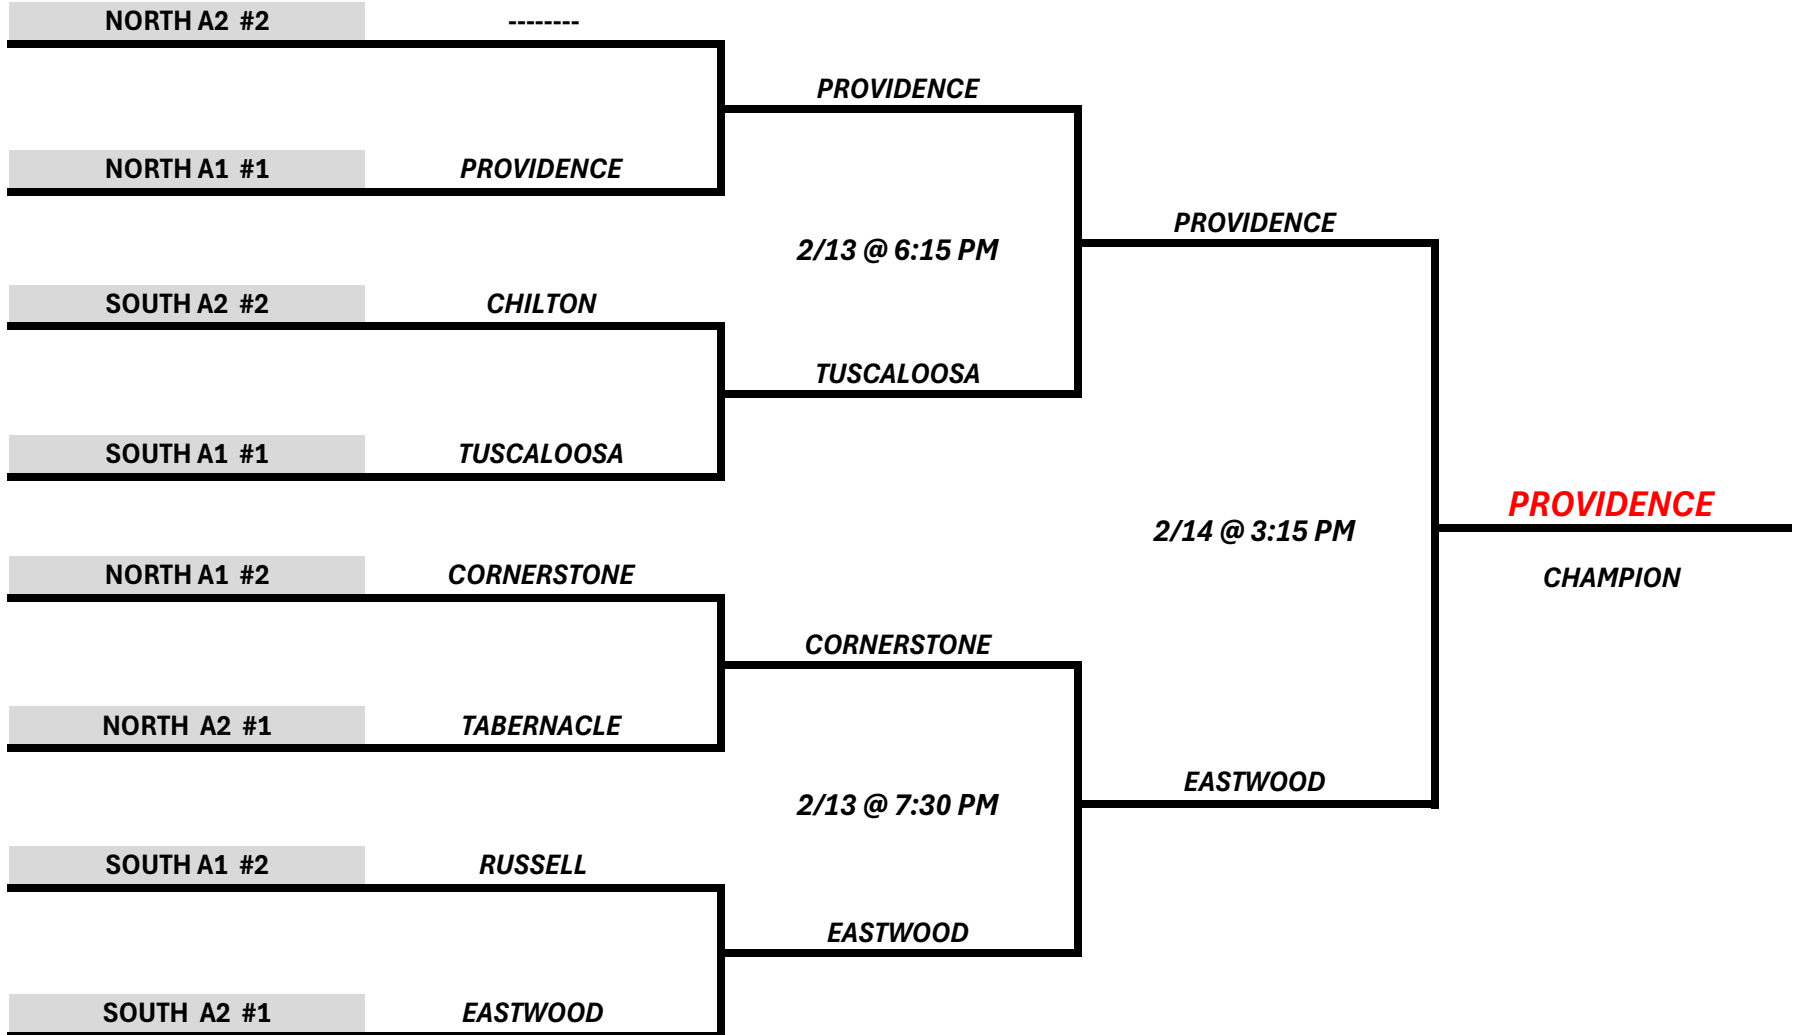 NORTH A2 #2 --------
PROVIDENCE
NORTH A1 #1 PROVIDENCE
PROVIDENCE
2/13 @ 6:15 PM
SOUTH A2 #2 CHILTON
TUSCALOOSA
SOUTH A1 #1 TUSCALOOSA
PROVIDENCE
2/14 @ 3:15 PM
NORTH A1 #2 CORNERSTONE
CHAMPION
CORNERSTONE
NORTH A2 #1 TABERNACLE
EASTWOOD
2/13 @ 7:30 PM
SOUTH A1 #2 RUSSELL
EASTWOOD
SOUTH A2 #1 EASTWOOD